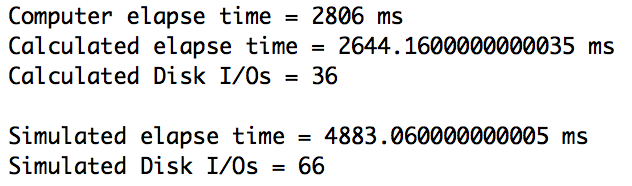 Computer elapse time = 2806 ms
Calculated elapse time = 2644.1600000000035 ms
Calculated Disk I/Os = 36
Simulated elapse time = 4883.060000000005 ms
Simulated Disk I/Os = 66